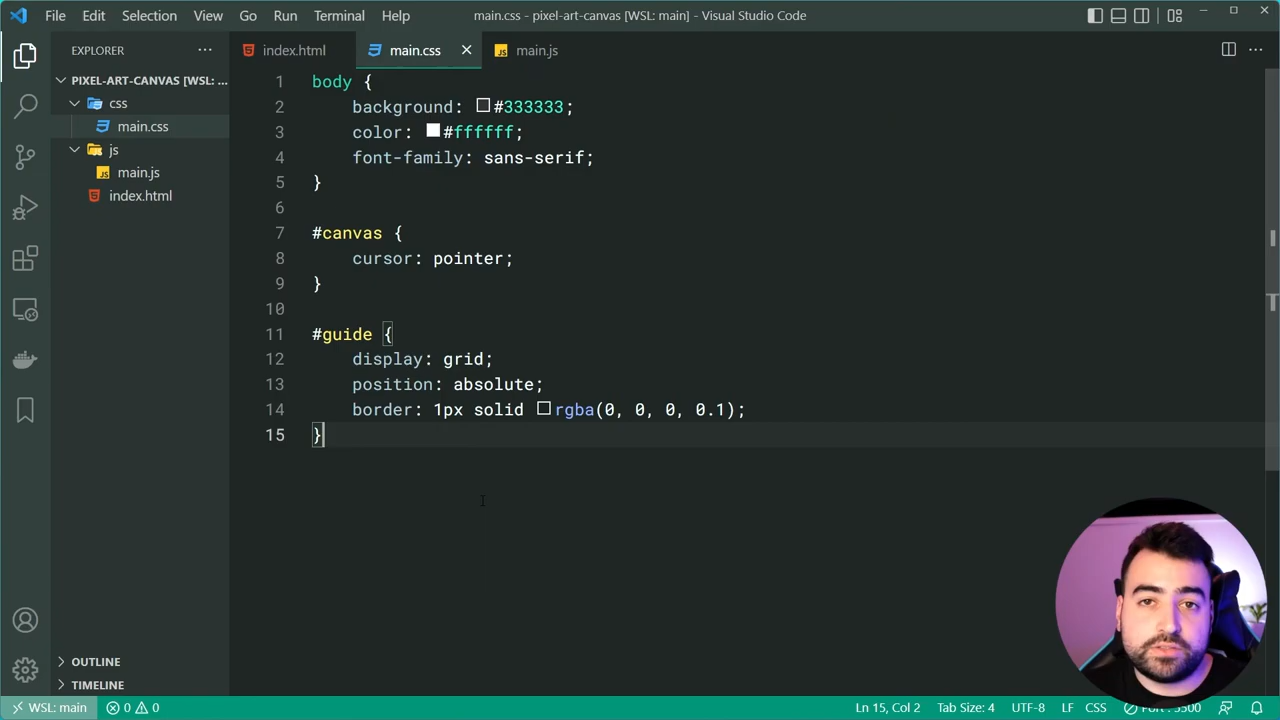 File Edit Selection View Go Run Terminal Help
main.css - pixel-art-canvas [WSL: main] - Visual Studio Code
EXPLORER
PIXEL-ART-CANVAS [WSL: ...
css
main.css
js
main.js
index.html
OUTLINE
TIMELINE
index.html main.css main.js
1 body {
2 background: #333333;
3 color: #ffffff;
4 font-family: sans-serif;
5 }
6
7 #canvas {
8 cursor: pointer;
9 }
10
11 #guide {
12 display: grid;
13 position: absolute;
14 border: 1px solid rgba(0, 0, 0, 0.1);
15 }
WSL: main 0 0 Ln 15, Col 2 Tab Size: 4 UTF-8 LF CSS